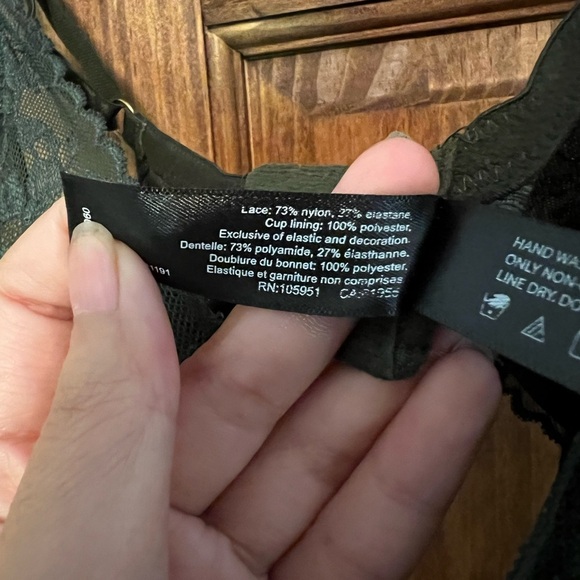 Lace: 73% nylon, 27% elastane.
Cup lining: 100% polyester.
Exclusive of elastic and decoration.
Dentelle: 73% polyamide, 27% élasthanne.
Doublure du bonnet: 100% polyester.
Elastique et garniture non comprises.
RN:105951
1191
HAND WA
ONLY NON-
LINE DRY. DO